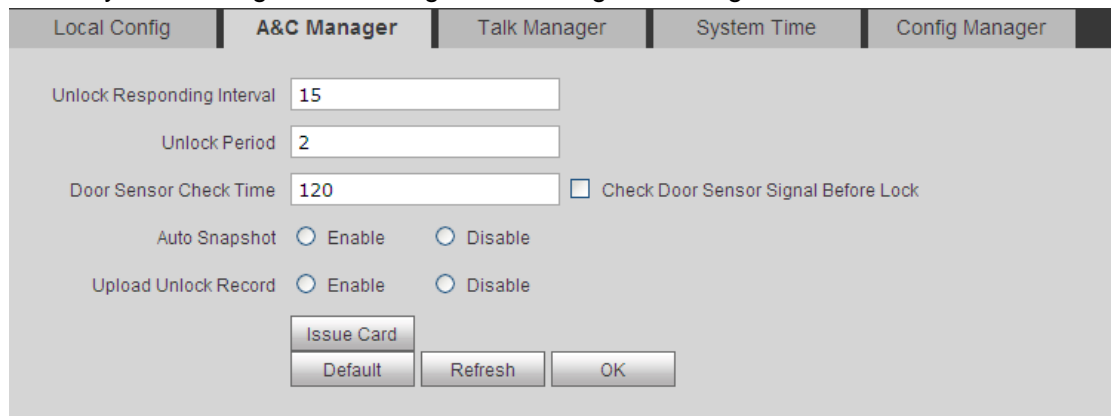 Local Config A&C Manager Talk Manager System Time Config Manager
Unlock Responding Interval 15
Unlock Period 2
Door Sensor Check Time 120 Check Door Sensor Signal Before Lock
Auto Snapshot Enable Disable
Upload Unlock Record Enable Disable
Issue Card
Default Refresh OK